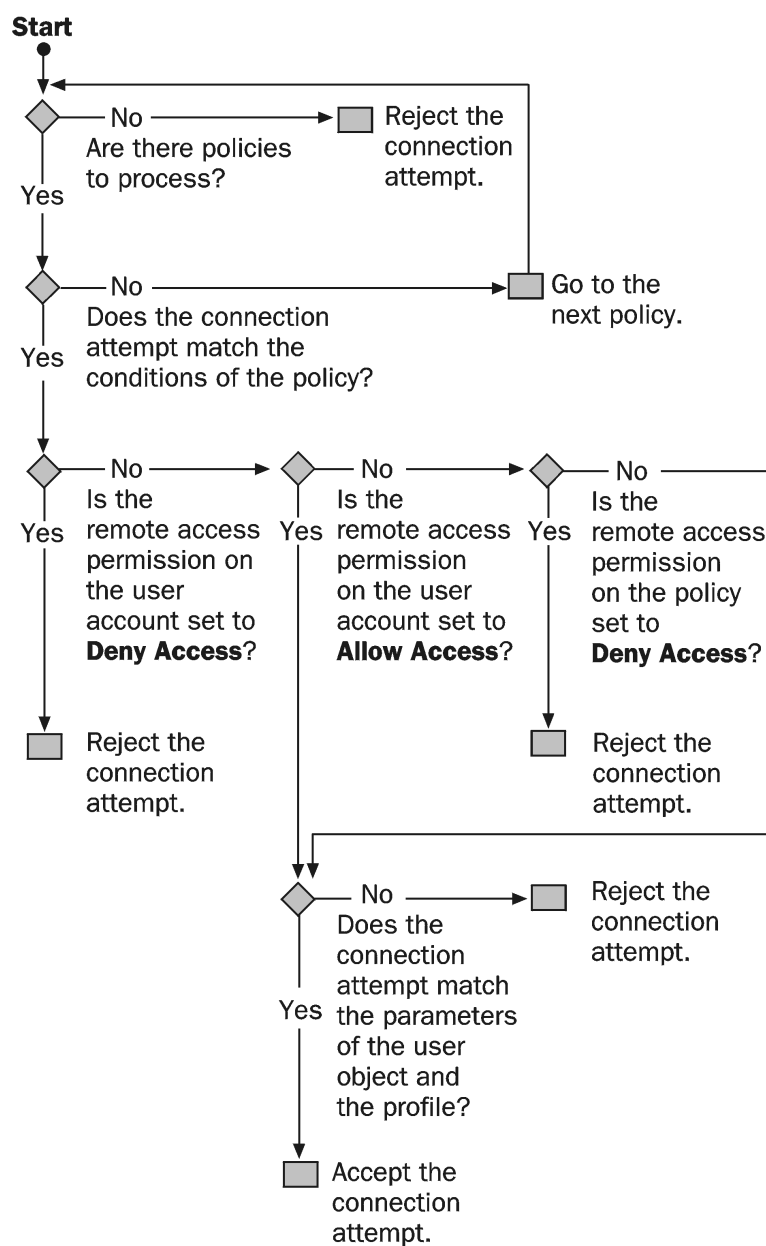 Start
No
Are there policies
to process?
Reject the
connection
attempt.
Yes
No
Does the connection
attempt match the
conditions of the policy?
Go to the
next policy.
Yes
No
Is the
remote access
permission on
the user
account set to
Deny Access?
Yes
No
Is the
remote access
permission
on the user
account set to
Allow Access?
Yes
No
Is the
remote access
permission
on the policy
set to
Deny Access?
Yes
Reject the
connection
attempt.
Reject the
connection
attempt.
No
Does the
connection
attempt match
the parameters
of the user
object and
the profile?
Reject the
connection
attempt.
Yes
Accept the
connection
attempt.